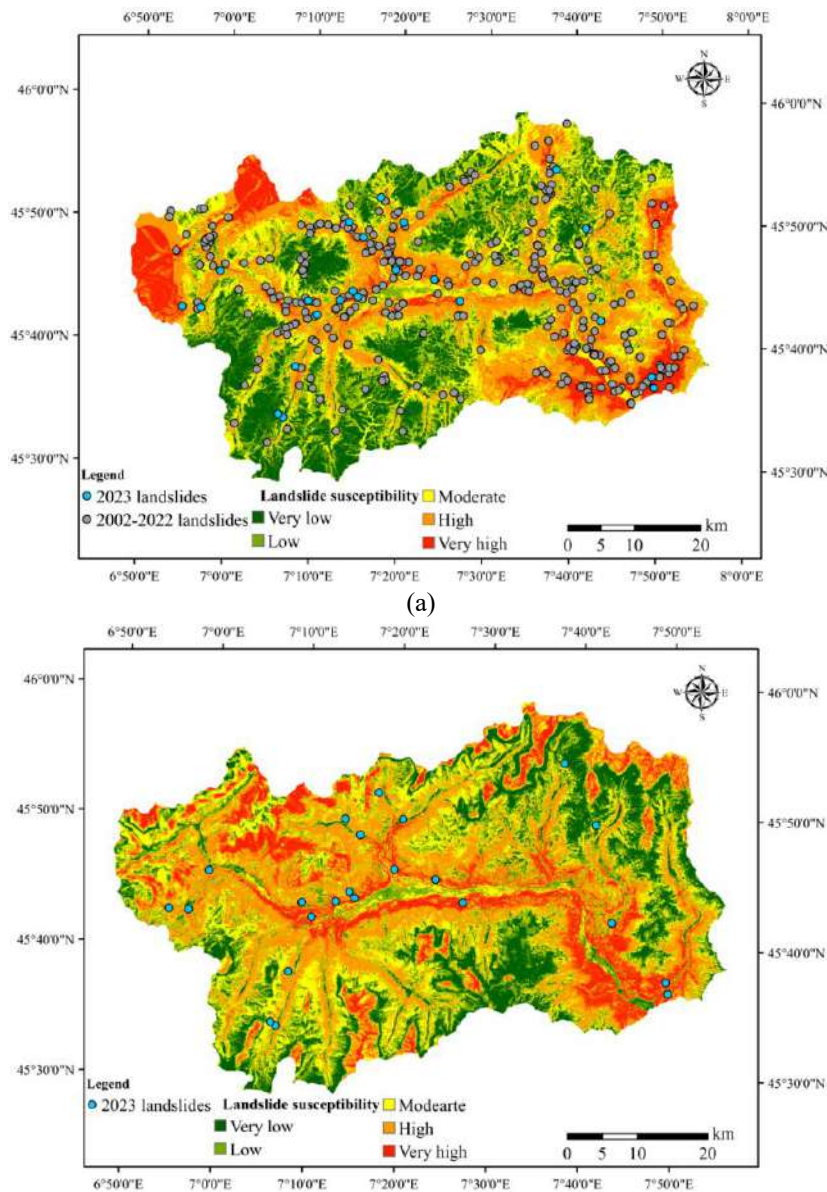 6°50'0"E 7°0'0"E 7°10'0"E 7°20'0"E 7°30'0"E 7°40'0"E 7°50'0"E 8°0'0"E
N
W E
S
46°0'0"N 46°0'0"N
45°50'0"N 45°50'0"N
45°40'0"N 45°40'0"N
45°30'0"N 45°30'0"N
Legend
2023 landslides
2002-2022 landslides
Landslide susceptibility
Very low
Low
Moderate
High
Very high
km
0 5 10 20
6°50'0"E 7°0'0"E 7°10'0"E 7°20'0"E 7°30'0"E 7°40'0"E 7°50'0"E 8°0'0"E
(a)
6°50'0"E 7°0'0"E 7°10'0"E 7°20'0"E 7°30'0"E 7°40'0"E 7°50'0"E
N
W E
S
46°0'0"N 46°0'0"N
45°50'0"N 45°50'0"N
45°40'0"N 45°40'0"N
45°30'0"N 45°30'0"N
Legend
2023 landslides
Landslide susceptibility
Very low
Low
Modearte
High
Very high
km
0 5 10 20
6°50'0"E 7°0'0"E 7°10'0"E 7°20'0"E 7°30'0"E 7°40'0"E 7°50'0"E